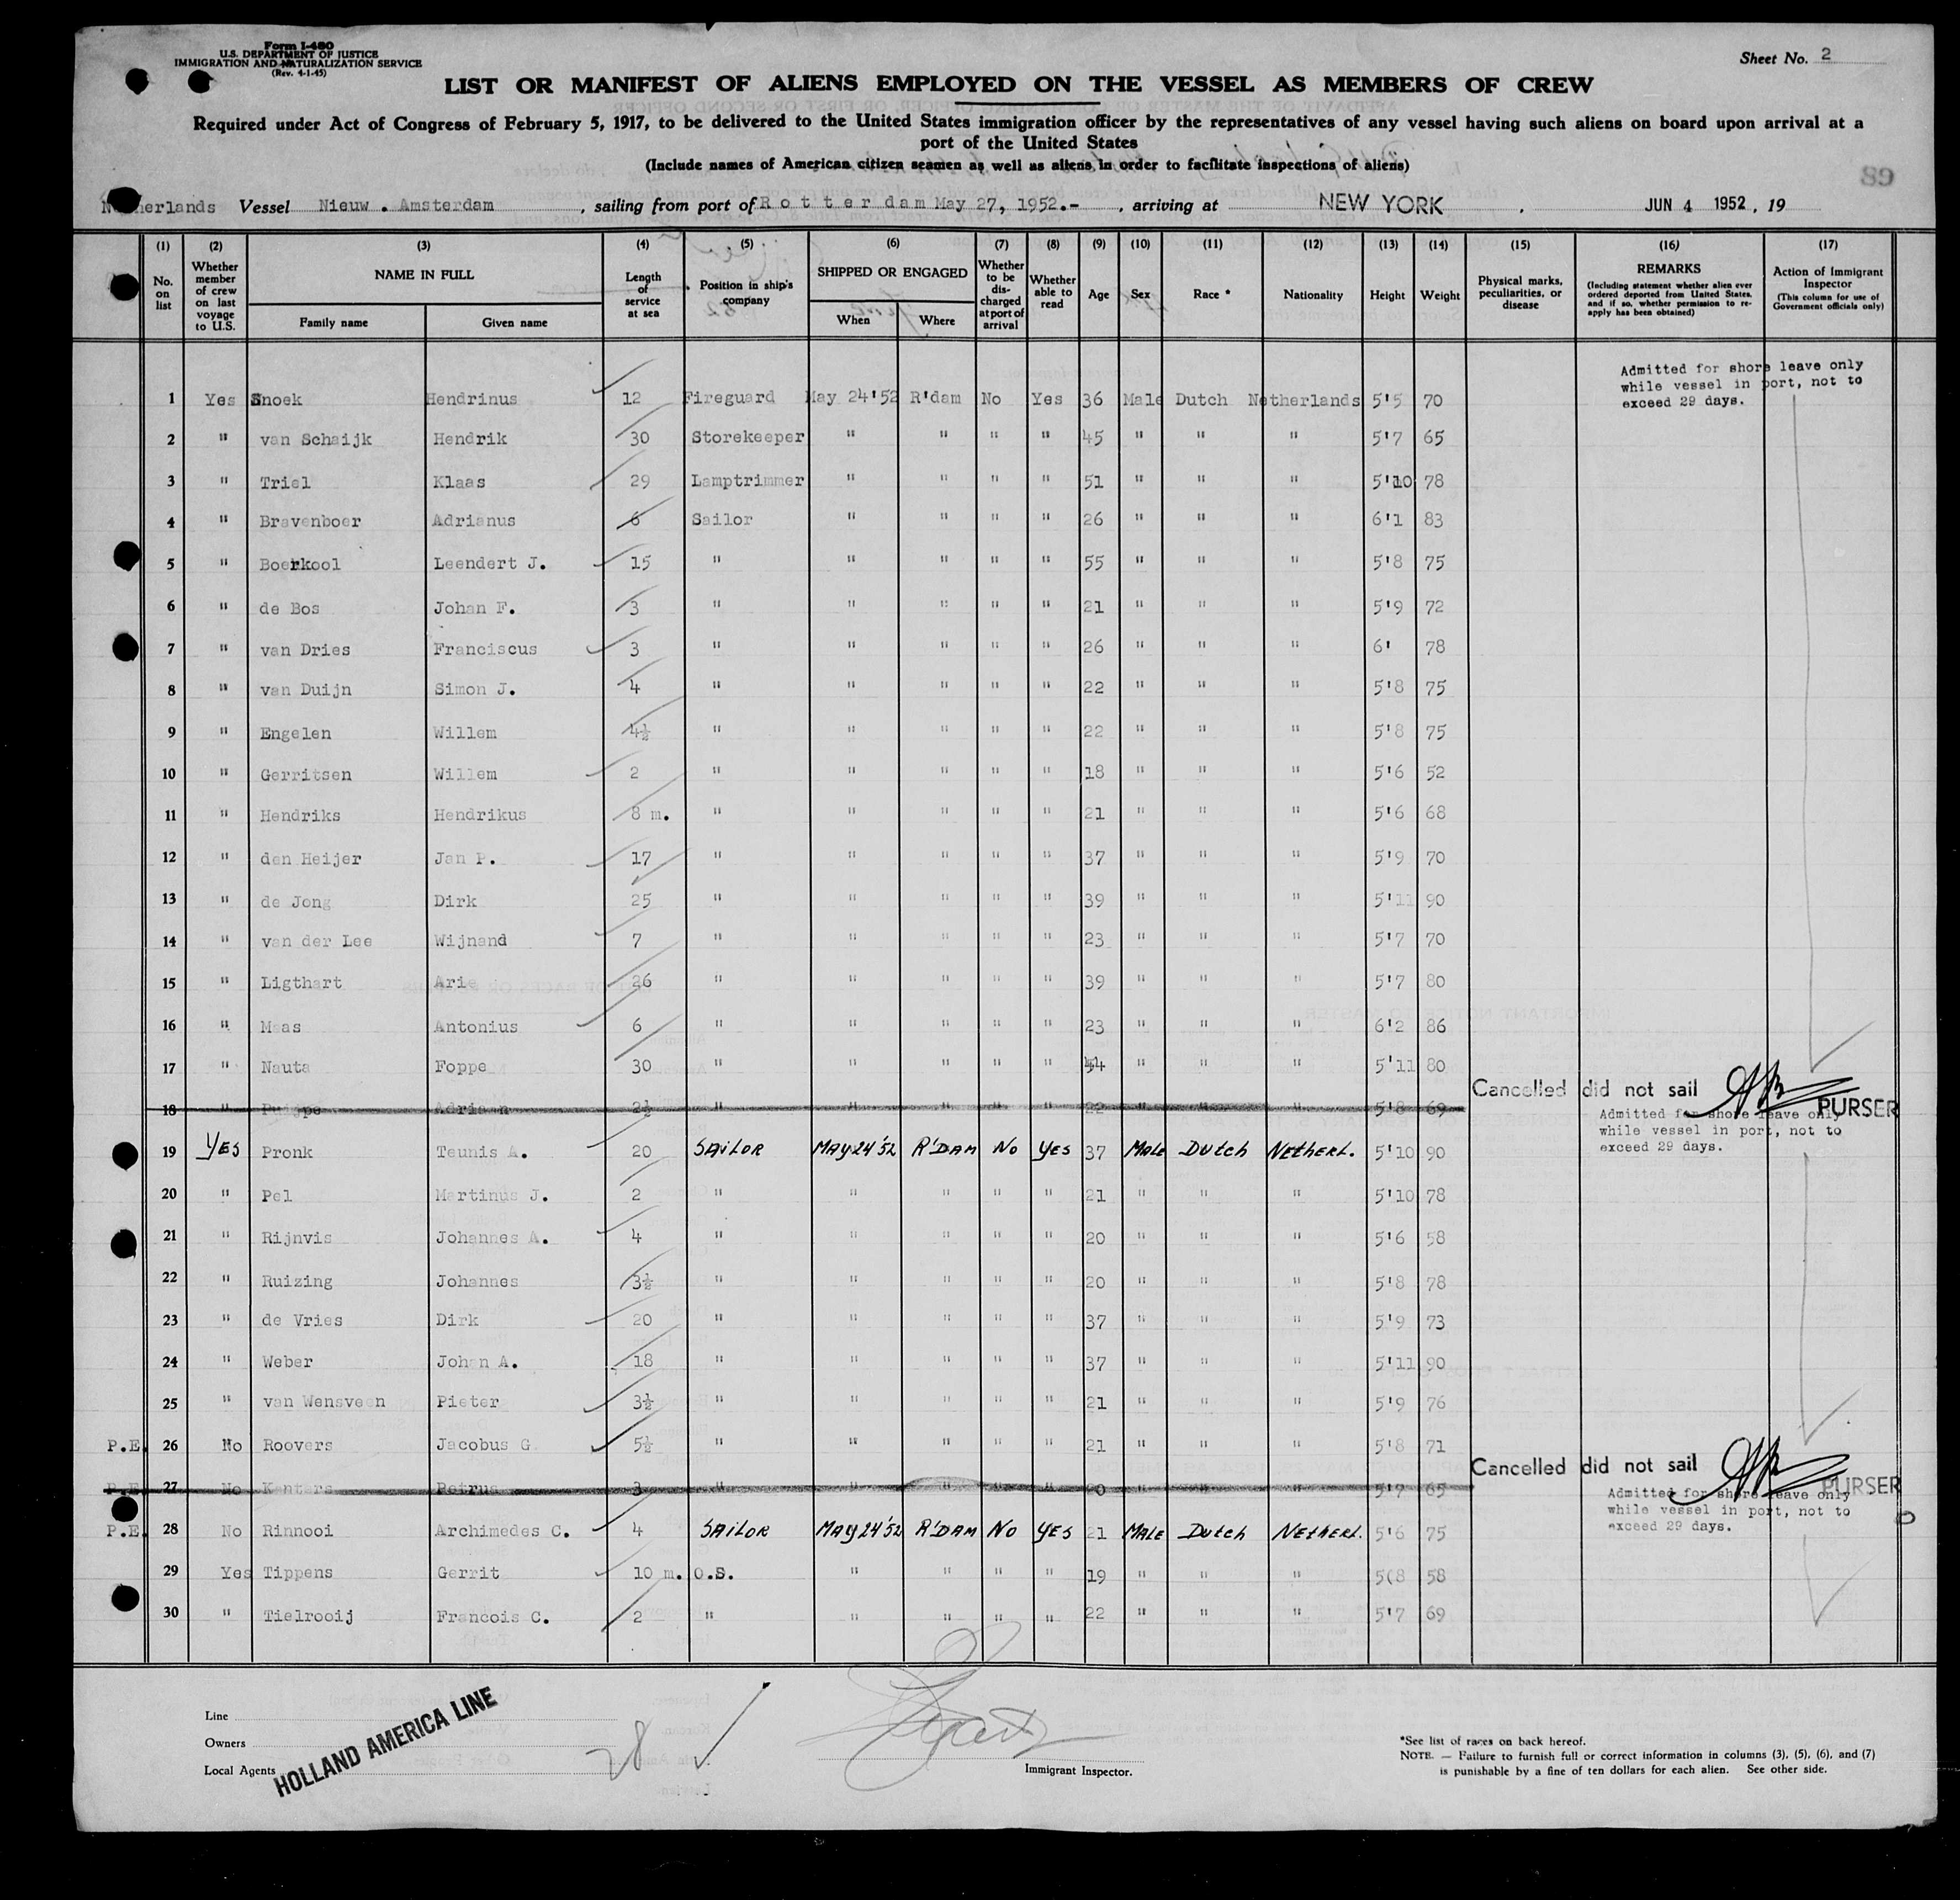 Form I-480
U.S. DEPARTMENT OF JUSTICE
IMMIGRATION AND NATURALIZATION SERVICE
(Rev. 4-1-45)
Sheet No. 2
LIST OR MANIFEST OF ALIENS EMPLOYED ON THE VESSEL AS MEMBERS OF CREW
Required under Act of Congress of February 5, 1917, to be delivered to the United States immigration officer by the representatives of any vessel having such aliens on board upon arrival at a
port of the United States
(Include names of American citizen seamen as well as aliens in order to facilitate inspections of aliens)
89
Netherlands Vessel Nieuw . Amsterdam , sailing from port of Rotterdam May 27, 1952.- , arriving at NEW YORK , JUN 4 1952 , 19
(1) (2) (3) (4) (5) (6) (7) (8) (9) (10) (11) (12) (13) (14) (15) (16) (17)
No. on list
Whether member of crew on last voyage to U.S.
NAME IN FULL
Family name
Given name
Length of service at sea
Position in ship's company
SHIPPED OR ENGAGED
When
Where
Whether to be dis-charged at port of arrival
Whether able to read
Age
Sex
Race *
Nationality
Height
Weight
Physical marks, peculiarities, or disease
REMARKS
(Including statement whether alien ever ordered deported from United States, and if so, whether permission to re-apply has been obtained)
Action of Immigrant Inspector
(This column for use of Government officials only)
Admitted for shore leave only
while vessel in port, not to
exceed 29 days.
1 Yes Snoek Hendrinus 12 Fireguard May 24'52 R'dam No Yes 36 Male Dutch Netherlands 5'5 70
2 " van Schaijk Hendrik 30 Storekeeper " " " " 45 " " " 5'7 65
3 " Triel Klaas 29 Lamptrimmer " " " " 51 " " " 5'10 78
4 " Bravenboer Adrianus 6 Sailor " " " " 26 " " " 6'1 83
5 " Boerkool Leendert J. 15 " " " " " 55 " " " 5'8 75
6 " de Bos Johan F. 3 " " " " " 21 " " " 5'9 72
7 " van Dries Franciscus 3 " " " " " 26 " " " 6' 78
8 " van Duijn Simon J. 4 " " " " " 22 " " " 5'8 75
9 " Engelen Willem 4½ " " " " " 22 " " " 5'8 75
10 " Gerritsen Willem 2 " " " " " 18 " " " 5'6 52
11 " Hendriks Hendrikus 8 m. " " " " " 21 " " " 5'6 68
12 " den Heijer Jan P. 17 " " " " " 37 " " " 5'9 70
13 " de Jong Dirk 25 " " " " " 39 " " " 5'11 90
14 " van der Lee Wijnand 7 " " " " " 23 " " " 5'7 70
15 " Ligthart Arie 26 " " " " " 39 " " " 5'7 80
16 " Maas Antonius 6 " " " " " 23 " " " 6'2 86
17 " Nauta Foppe 30 " " " " " 54 " " " 5'11 80
Cancelled did not sail
PURSER
18 " Adriaan 2½ " " " " " 22 " " " 5'8 69
Admitted for shore leave only
while vessel in port, not to
exceed 29 days.
19 YES Pronk Teunis A. 20 SAILOR MAY 24'52 R'DAM No YES 37 MALE Dutch NETHERL. 5'10 90
20 " Pel Martinus J. 2 " " " " " 21 " " " 5'10 78
21 " Rijnvis Johannes A. 4 " " " " " 20 " " " 5'6 58
22 " Ruizing Johannes 3½ " " " " " 20 " " " 5'8 78
23 " de Vries Dirk 20 " " " " " 37 " " " 5'9 73
24 " Weber Johan A. 18 " " " " " 37 " " " 5'11 90
25 " van Wensveen Pieter 3½ " " " " " 21 " " " 5'9 76
P.E. 26 No Roovers Jacobus G. 5½ " " " " " 21 " " " 5'8 71
Cancelled did not sail
PURSER
P.E. 27 No Kanters Petrus 3 " " " " " " " " 5'7 65
Admitted for shore leave only
while vessel in port, not to
exceed 29 days.
P.E. 28 No Rinnooi Archimedes C. 4 SAILOR MAY 24'52 R'DAM No YES 21 MALE Dutch NETHERL. 5'6 75
29 Yes Tippens Gerrit 10 m. O.S. " " " " 19 " " " 5(8 58
30 " Tielrooij Francois C. 2 " " " " " 22 " " " 5'7 69
Line
Owners
Local Agents
HOLLAND AMERICA LINE
28
Immigrant Inspector.
*See list of races on back hereof.
NOTE. — Failure to furnish full or correct information in columns (3), (5), (6), and (7)
is punishable by a fine of ten dollars for each alien. See other side.